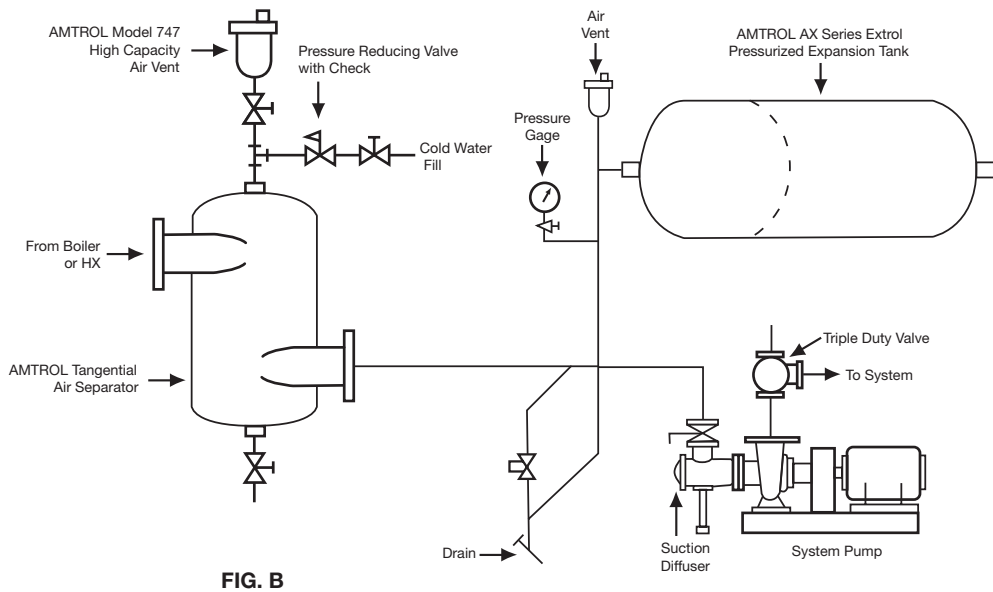 AMTROL Model 747
High Capacity
Air Vent
Pressure Reducing Valve
with Check
Cold Water
Fill
Air
Vent
Pressure
Gage
AMTROL AX Series Extrol
Pressurized Expansion Tank
From Boiler
or HX
AMTROL Tangential
Air Separator
Triple Duty Valve
To System
Drain
Suction
Diffuser
System Pump
FIG. B